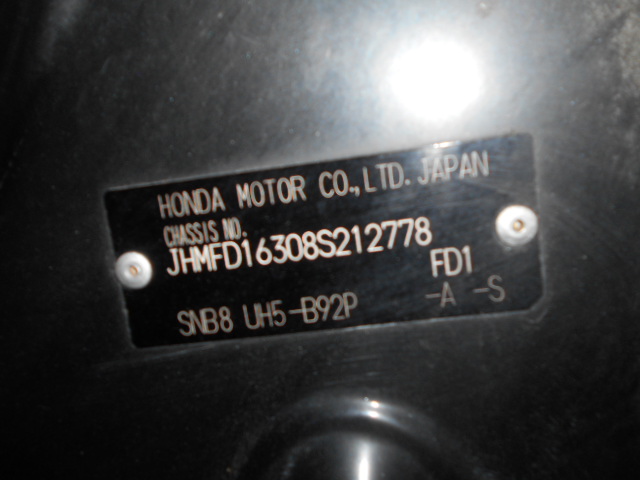 HONDA MOTOR CO.,LTD. JAPAN
CHASSIS NO.
JHMFD16308S212778
FD1
SNB8 UH5-B92P -A -S